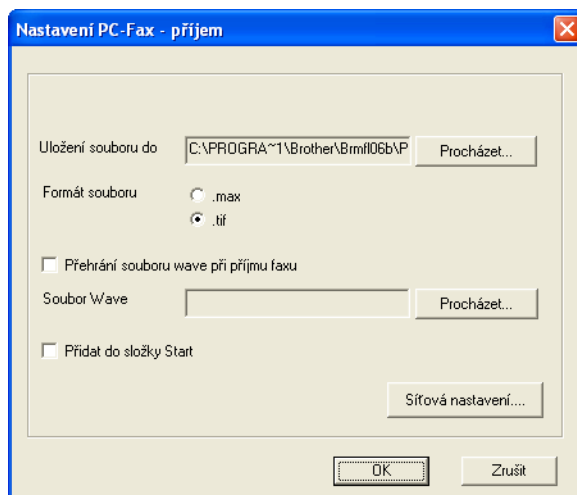 Nastavení PC-Fax - příjem
Uložení souboru do C:\PROGRA~1\Brother\Brmfl06b\P Procházet...
Formát souboru .max
.tif
Přehrání souboru wave při příjmu faxu
Soubor Wave Procházet...
Přidat do složky Start
Síťová nastavení....
OK Zrušit